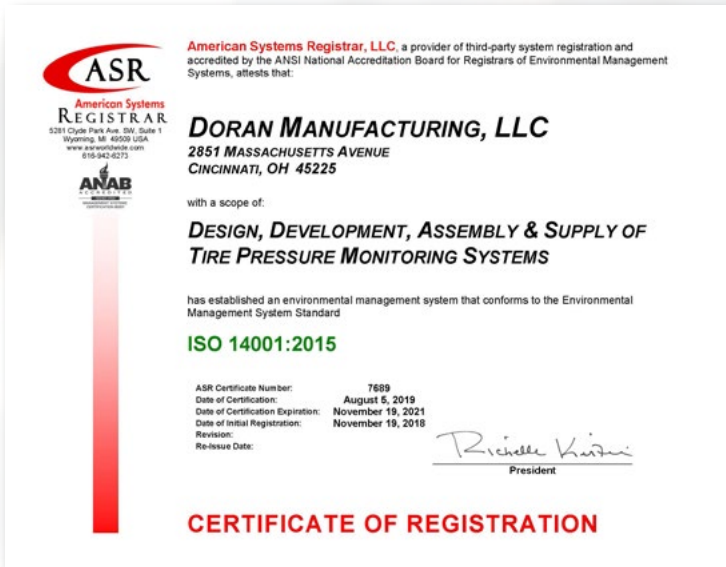 ASR
American Systems
REGISTRAR
5281 Clyde Park Ave. SW, Suite 1
Wyoming, MI 49509 USA
www.asrworldwide.com
616-942-6273
ANAB
ACCREDITED
MANAGEMENT SYSTEMS
CERTIFICATION BODY
American Systems Registrar, LLC, a provider of third-party system registration and
accredited by the ANSI National Accreditation Board for Registrars of Environmental Management
Systems, attests that:
DORAN MANUFACTURING, LLC
2851 MASSACHUSETTS AVENUE
CINCINNATI, OH 45225
with a scope of:
DESIGN, DEVELOPMENT, ASSEMBLY & SUPPLY OF
TIRE PRESSURE MONITORING SYSTEMS
has established an environmental management system that conforms to the Environmental
Management System Standard
ISO 14001:2015
ASR Certificate Number: 7689
Date of Certification: August 5, 2019
Date of Certification Expiration: November 19, 2021
Date of Initial Registration: November 19, 2018
Revision:
Re-Issue Date:
President
CERTIFICATE OF REGISTRATION